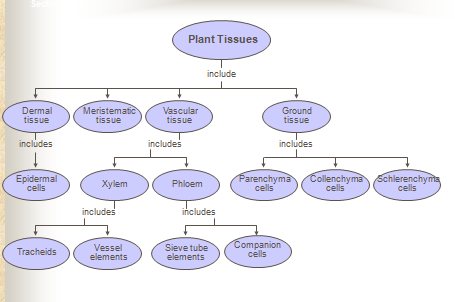 Plant Tissues
include
Dermal
tissue
Meristematic
tissue
Vascular
tissue
Ground
tissue
includes
includes
includes
Epidermal
cells
Xylem
Phloem
Parenchyma
cells
Collenchyma
cells
Schlerenchyma
cells
includes
includes
Tracheids
Vessel
elements
Sieve tube
elements
Companion
cells